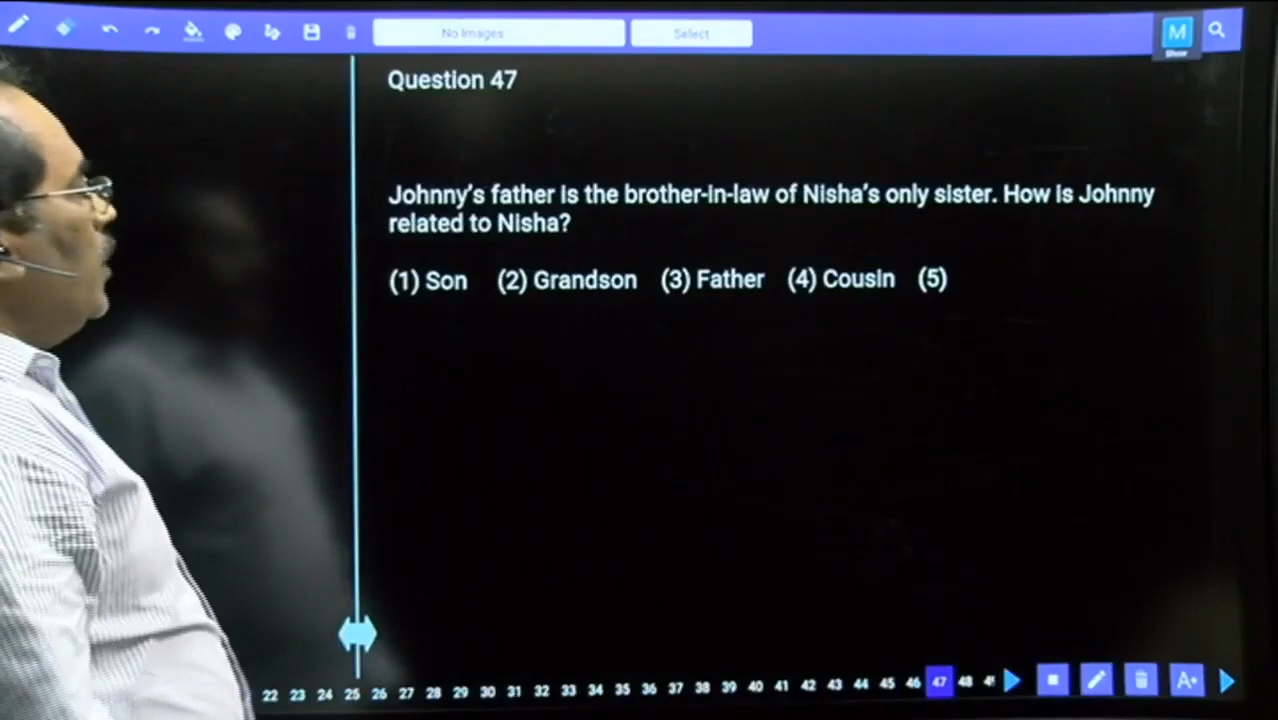 No Images
Select
M
Show
Question 47
Johnny's father is the brother-in-law of Nisha's only sister. How is Johnny
related to Nisha?
(1) Son (2) Grandson (3) Father (4) Cousin (5)
22 23 24 25 26 27 28 29 30 31 32 33 34 35 36 37 38 39 40 41 42 43 44 45 46 47 48
A+